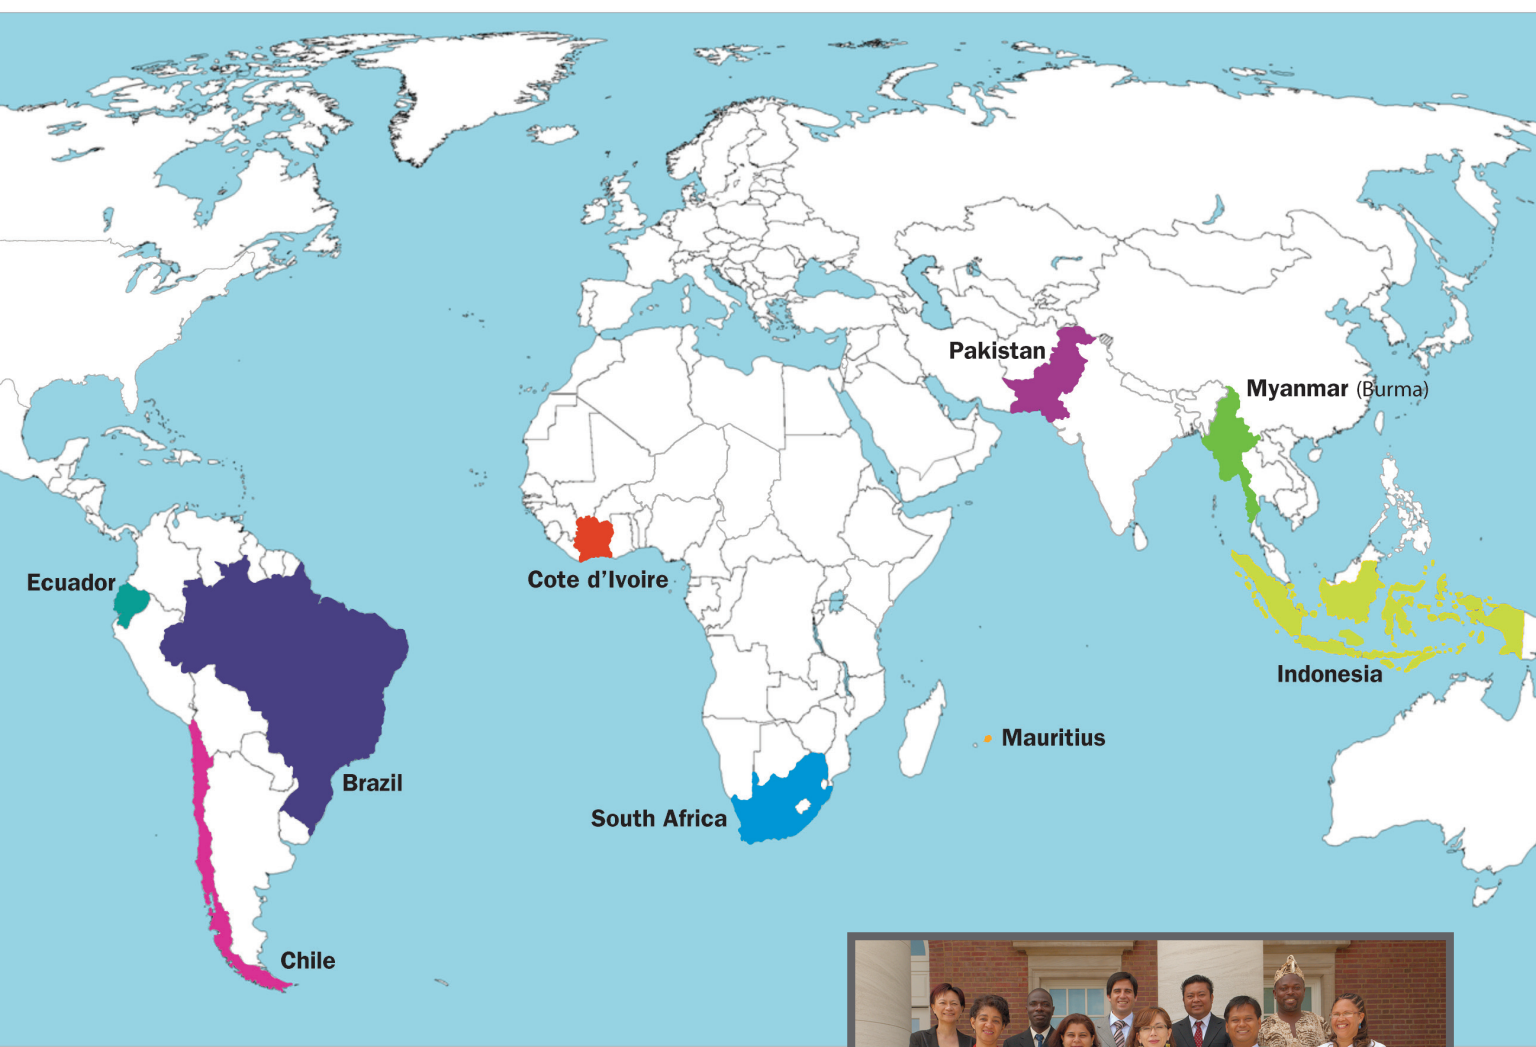 Pakistan
Myanmar (Burma)
Ecuador
Cote d’Ivoire
Indonesia
Mauritius
Brazil
South Africa
Chile